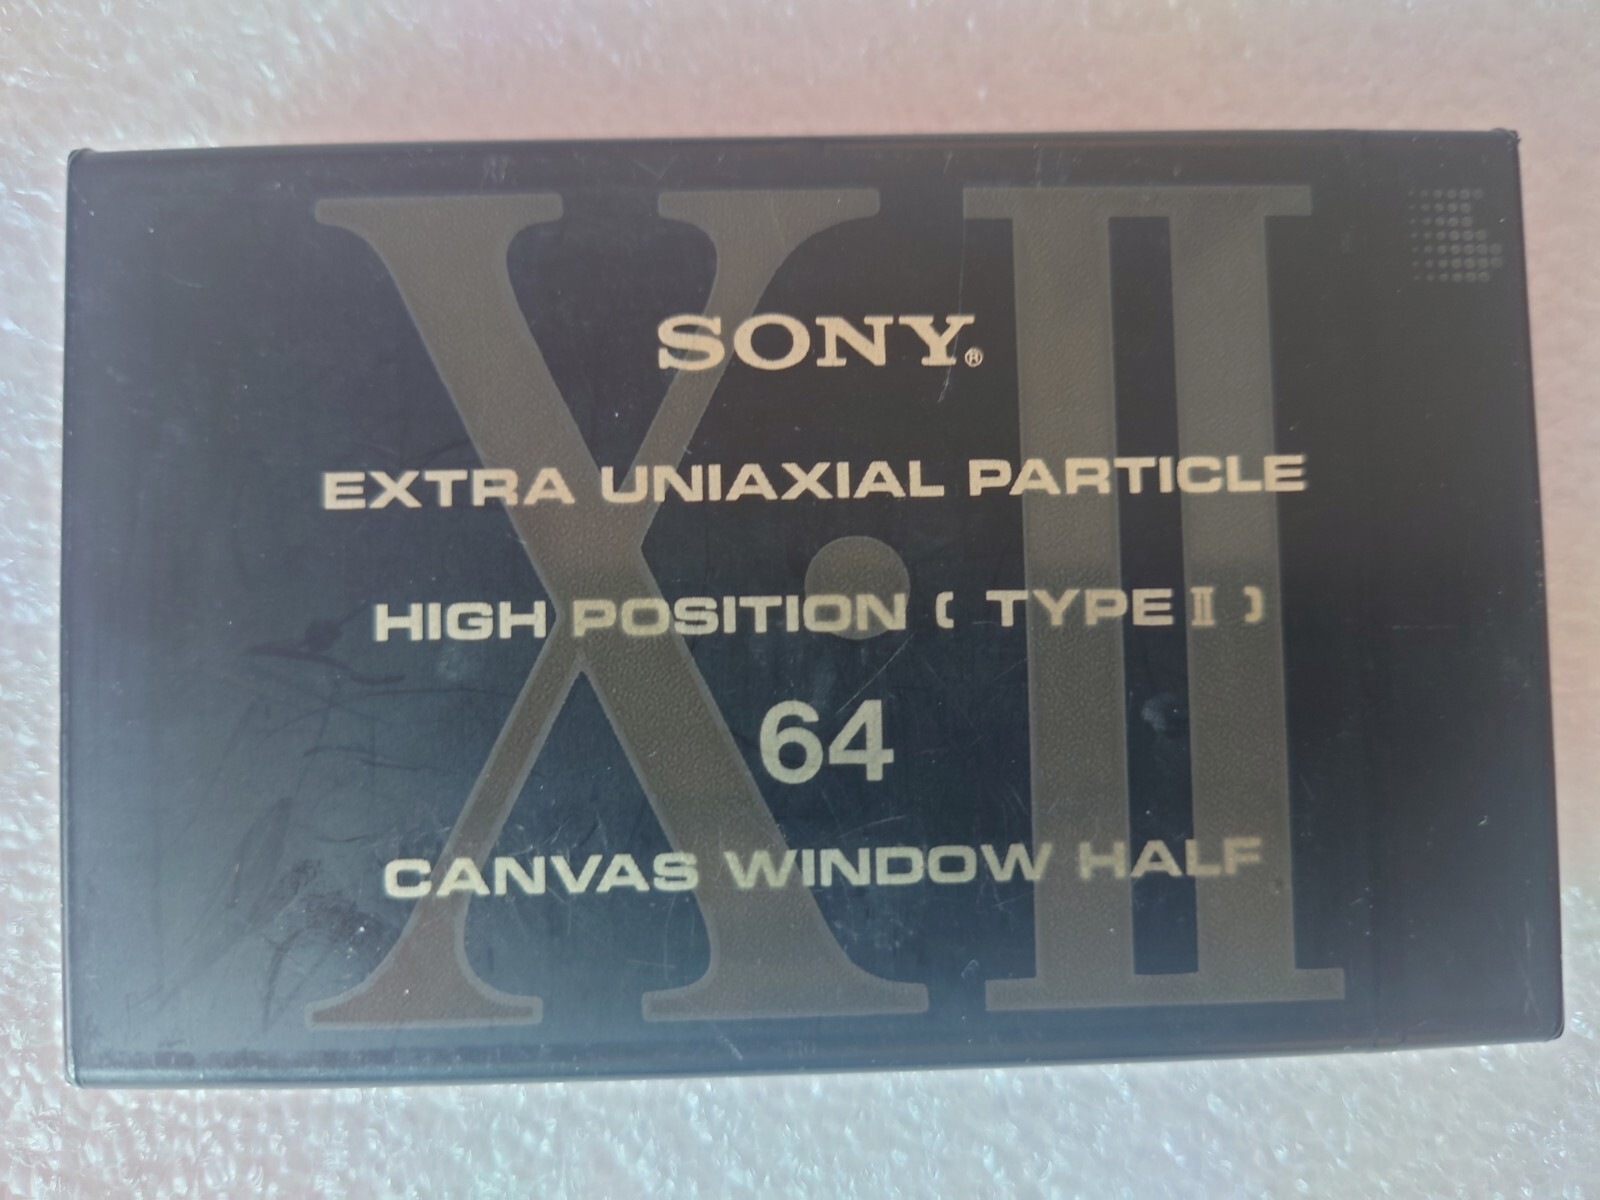 X·II
SONY®
EXTRA UNIAXIAL PARTICLE
HIGH POSITION ( TYPE II )
64
CANVAS WINDOW HALF